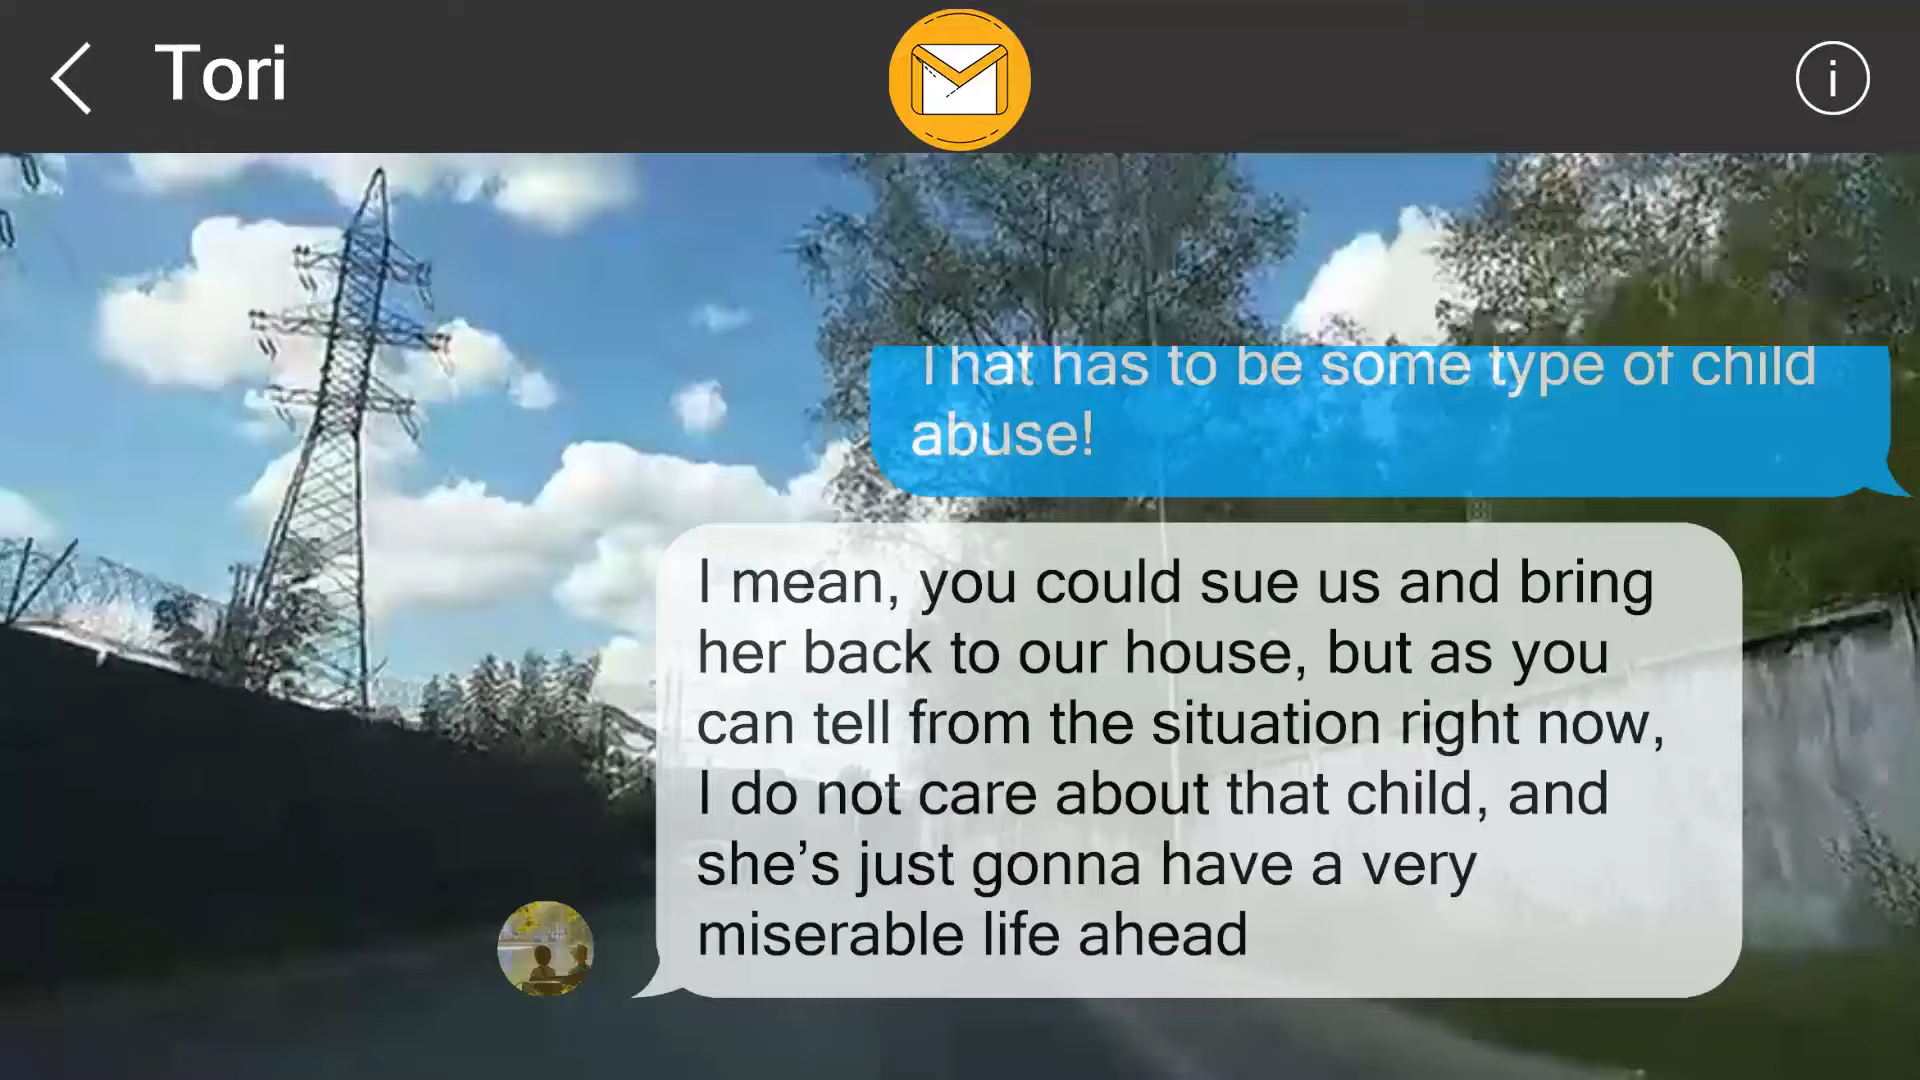 Tori
That has to be some type of child
abuse!
I mean, you could sue us and bring
her back to our house, but as you
can tell from the situation right now,
I do not care about that child, and
she’s just gonna have a very
miserable life ahead